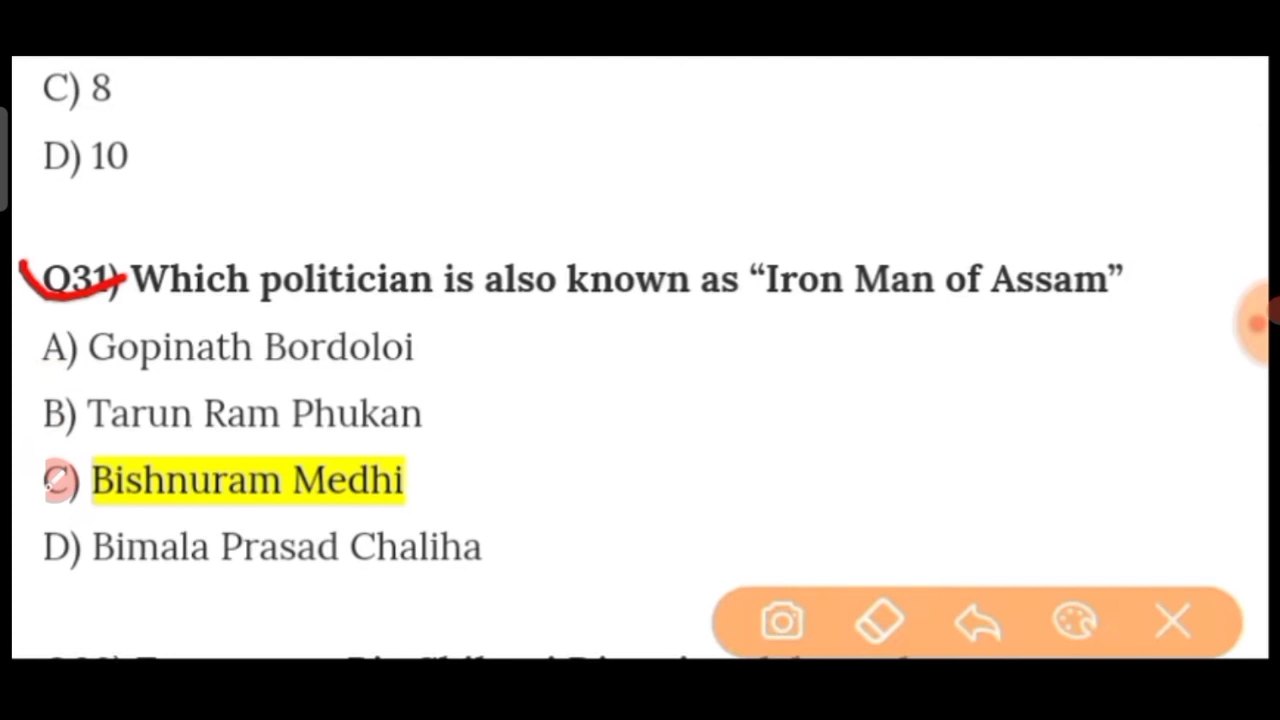 C) 8
D) 10
Q31) Which politician is also known as “Iron Man of Assam”
A) Gopinath Bordoloi
B) Tarun Ram Phukan
C) Bishnuram Medhi
D) Bimala Prasad Chaliha